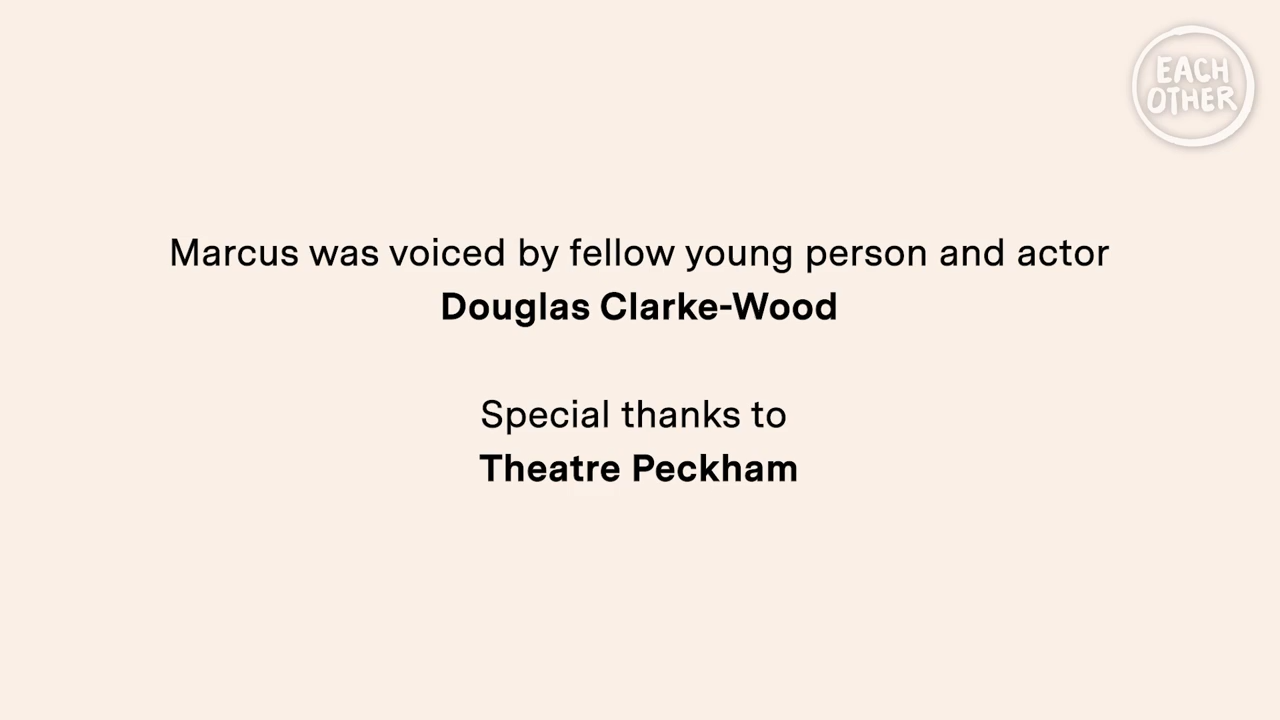 EACH
OTHER
Marcus was voiced by fellow young person and actor
Douglas Clarke-Wood
Special thanks to
Theatre Peckham